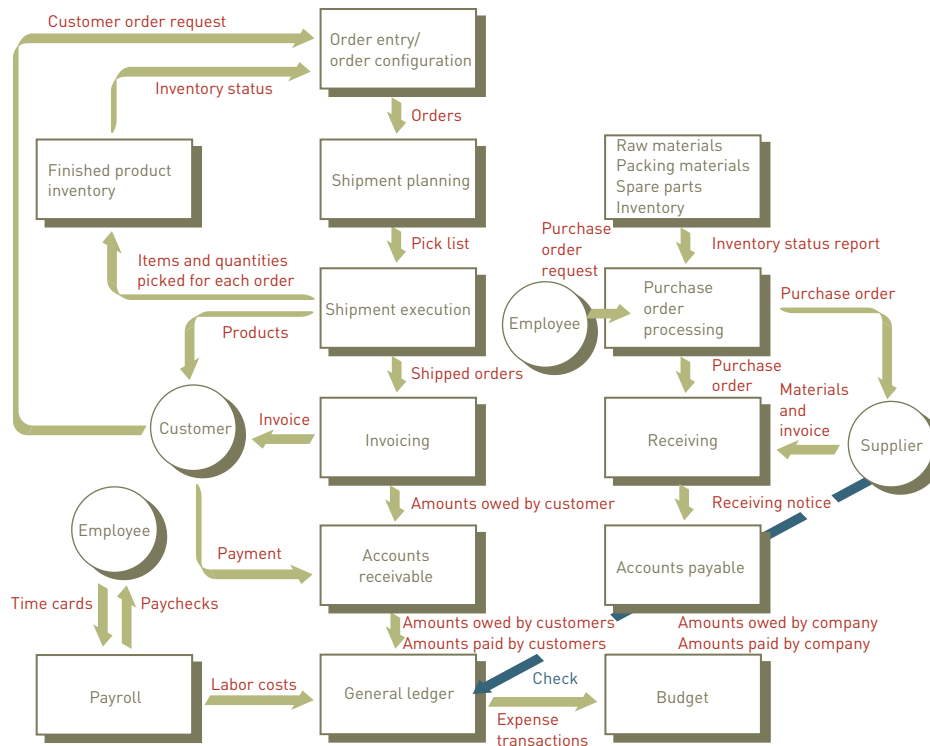 Customer order request
Order entry/
order configuration
Inventory status
Orders
Finished product
inventory
Shipment planning
Raw materials
Packing materials
Spare parts
Inventory
Pick list
Purchase
order
request
Inventory status report
Items and quantities
picked for each order
Shipment execution
Employee
Purchase
order
processing
Purchase order
Products
Shipped orders
Purchase
order
Materials
and
invoice
Customer
Invoice
Invoicing
Receiving
Supplier
Amounts owed by customer
Receiving notice
Employee
Payment
Accounts
receivable
Accounts payable
Time cards
Paychecks
Amounts owed by customers
Amounts paid by customers
Amounts owed by company
Amounts paid by company
Payroll
Labor costs
General ledger
Check
Expense
transactions
Budget